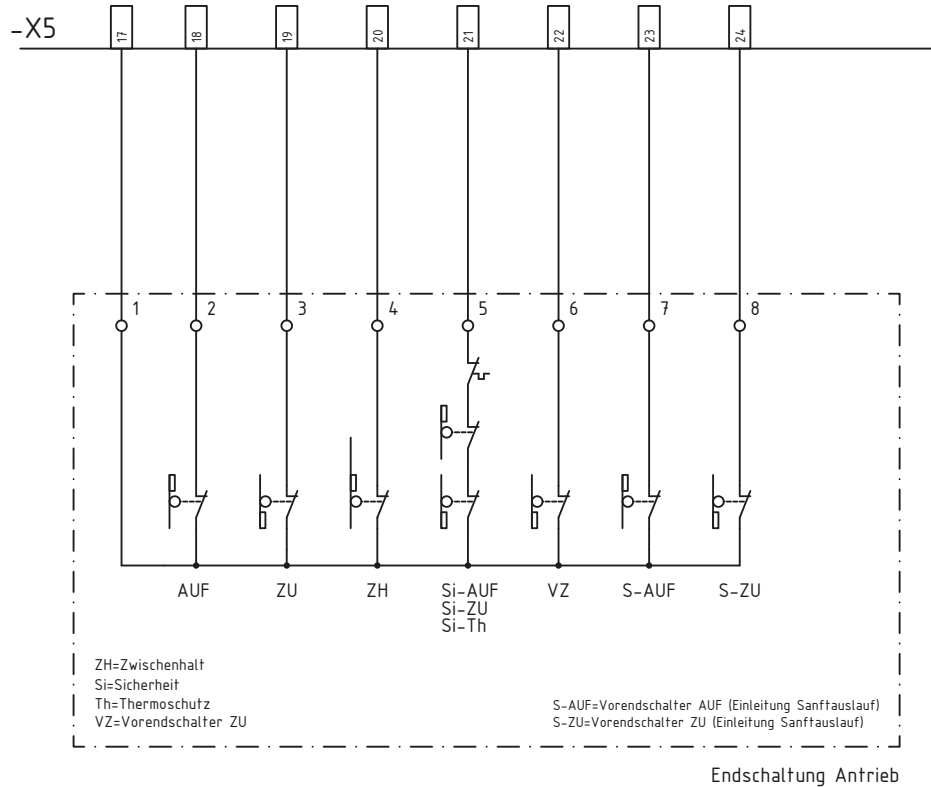 -X5
17 18 19 20 21 22 23 24
1 2 3 4 5 6 7 8
AUF ZU ZH Si-AUF VZ S-AUF S-ZU
Si-ZU
Si-Th
ZH=Zwischenhalt
Si=Sicherheit
Th=Thermoschutz
VZ=Vorendschalter ZU
S-AUF=Vorendschalter AUF (Einleitung Sanftauslauf)
S-ZU=Vorendschalter ZU (Einleitung Sanftauslauf)
Endschaltung Antrieb